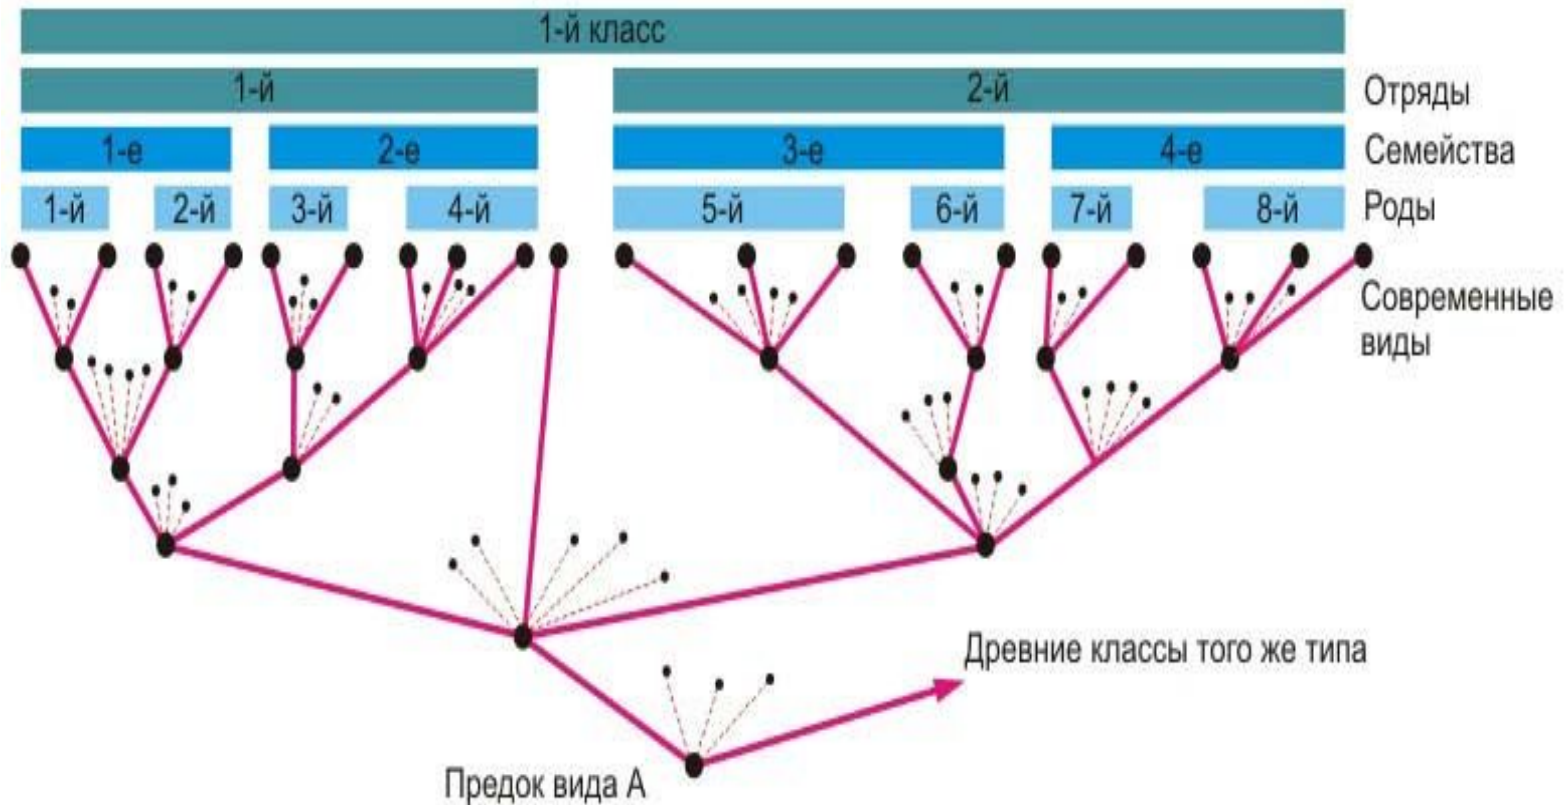 1-й класс
1-й 2-й Отряды
1-е 2-е 3-е 4-е Семейства
1-й 2-й 3-й 4-й 5-й 6-й 7-й 8-й Роды
Современные
виды
Древние классы того же типа
Предок вида А